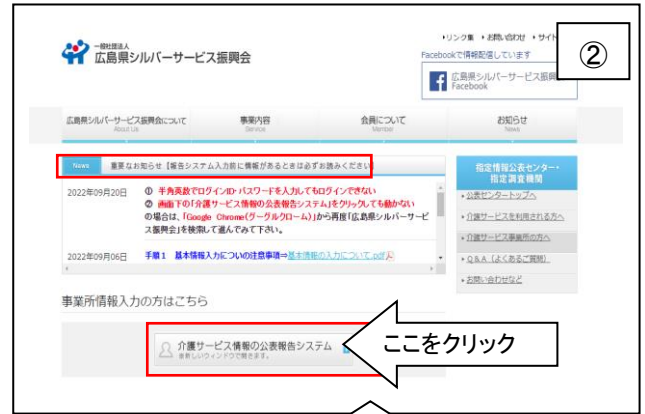 ・リンク集 ・お問い合わせ ・サイト
②
一般社団法人
広島県シルバーサービス振興会
Facebookで情報配信しています
広島県シルバーサービス振興
Facebook
広島県シルバーサービス振興会について 事業内容 会員について お知らせ
About Us Service Member News
News 重要なお知らせ【報告システム入力前に情報があるときは必ずお読みください】
指定情報公表センター・
指定調査機関
2022年09月20日 ① 半角英数でログインID・パスワードを入力してもログインできない
② 画面下の「介護サービス情報の公表報告システム」をクリックしても動かない
の場合は、「Google Chrome(グーグルクローム)」から再度「広島県シルバーサービ
ス振興会」を検索して選んでみて下さい。
2022年09月06日 手順1 基本情報入力についての注意事項⇒基本情報の入力について.pdf
・公表センタートップへ
・介護サービスを利用される方へ
・介護サービス事業所の方へ
・Q&A(よくあるご質問)
・お問い合わせなど
事業所情報入力の方はこちら
介護サービス情報の公表報告システム
※新しいウィンドウで開きます。
ここをクリック